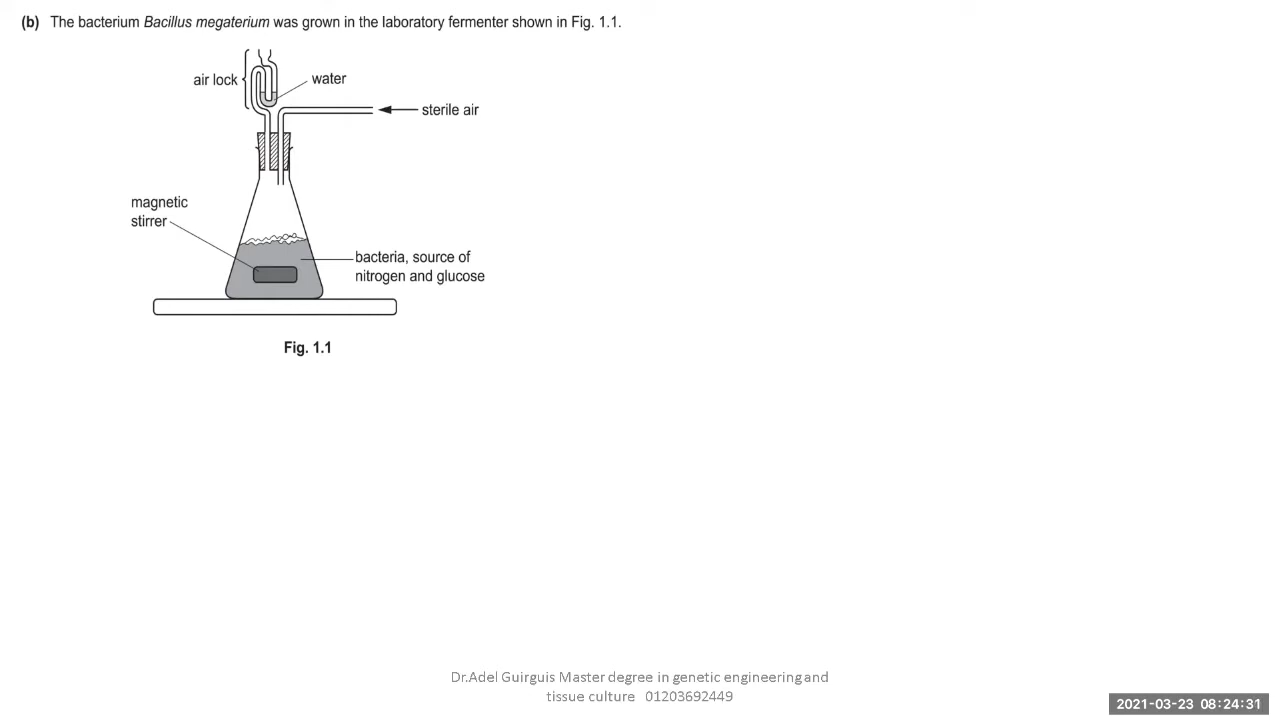 (b) The bacterium Bacillus megaterium was grown in the laboratory fermenter shown in Fig. 1.1.
air lock
water
sterile air
magnetic
stirrer
bacteria, source of
nitrogen and glucose
Fig. 1.1
Dr.Adel Guirguis Master degree in genetic engineering and
tissue culture 01203692449
2021-03-23 08:24:31